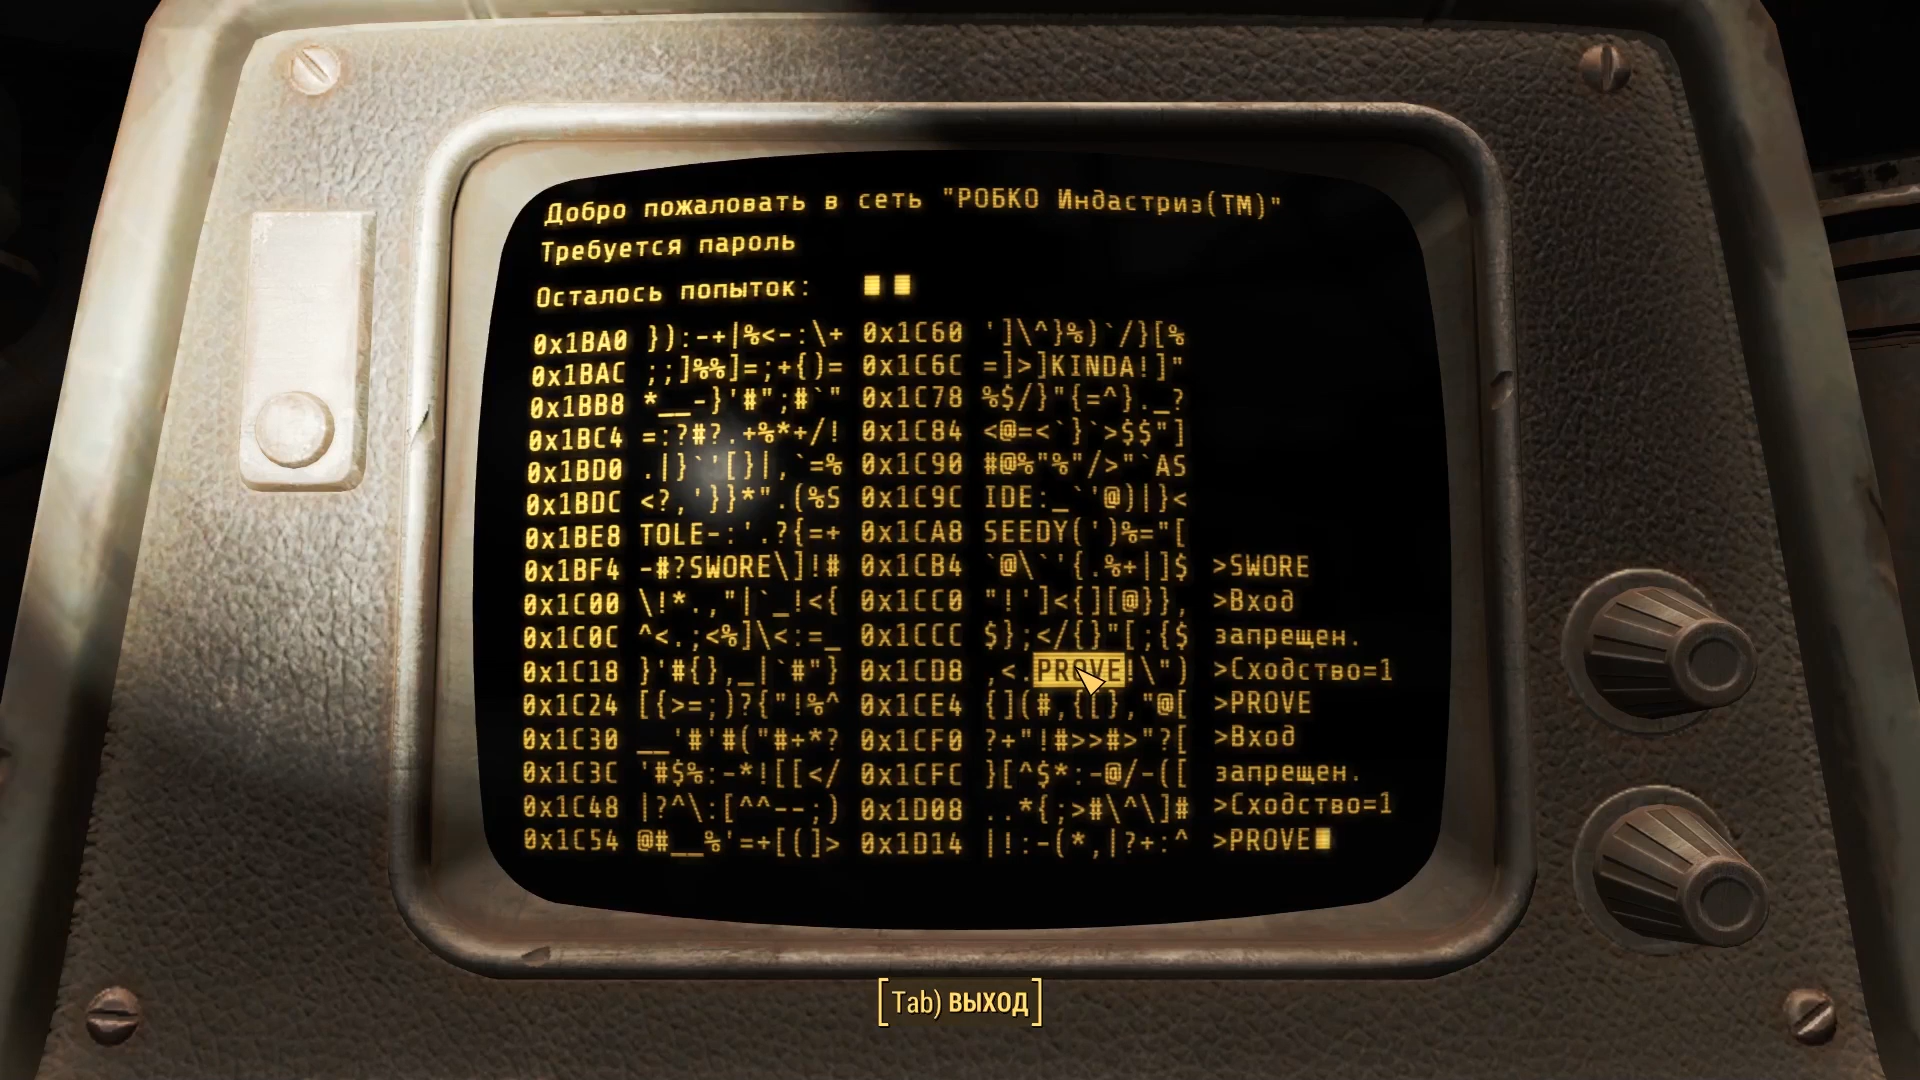 Добро пожаловать в сеть "РОБКО Индастриз(ТМ)"
Требуется пароль
Осталось попыток:
0x1BA0 }):-+|%<-:\+ 0x1C60 ']\^}%)`/}[%
0x1BAC ;;]%%]=;+{)= 0x1C6C =]>]KINDA!]"
0x1BB8 *__-}'#";#`" 0x1C78 %$/}"{=^}._?
0x1BC4 =:?#?.+%*+/! 0x1C84 <@=<`}`>$$"]
0x1BD0 .|}`'[}|,`=% 0x1C90 #@%"%"/>"`AS
0x1BDC <?,'}}*".(%S 0x1C9C IDE:_`'@)|}<
0x1BE8 TOLE-:'.?{=+ 0x1CA8 SEEDY(')%="[
0x1BF4 -#?SWORE\]!# 0x1CB4 `@\`'{.%+|]$ >SWORE
0x1C00 \!*.,"|`_!<{ 0x1CC0 "!']<{][@}}, >Вход
0x1C0C ^<.;<%]\<:=_ 0x1CCC $};</{}"[;{$ запрещен.
0x1C18 }'#{},_|`#"} 0x1CD8 ,<.PROVE!\") >Сходство=1
0x1C24 [{>=;)?{"!%^ 0x1CE4 {](#,{[},"@[ >PROVE
0x1C30 __'#'#("#+*? 0x1CF0 ?+"!#>>#>"?[ >Вход
0x1C3C '#$%:-*![[</ 0x1CFC }[^$*:-@/-([ запрещен.
0x1C48 |?^\:[^^--;) 0x1D08 ..*{;>#\^\]# >Сходство=1
0x1C54 @#__%'=+[(]> 0x1D14 |!:-(*,|?+:^ >PROVE
[Tab) ВЫХОД]